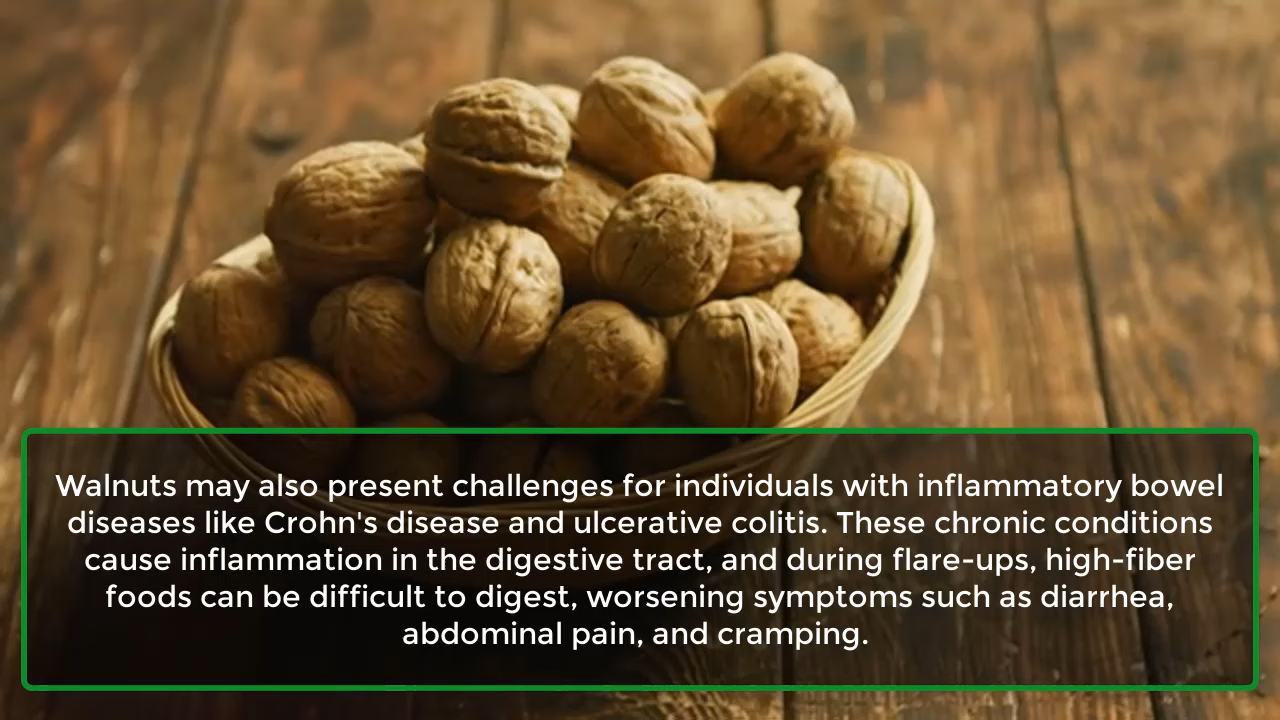 Walnuts may also present challenges for individuals with inflammatory bowel
diseases like Crohn's disease and ulcerative colitis. These chronic conditions
cause inflammation in the digestive tract, and during flare-ups, high-fiber
foods can be difficult to digest, worsening symptoms such as diarrhea,
abdominal pain, and cramping.